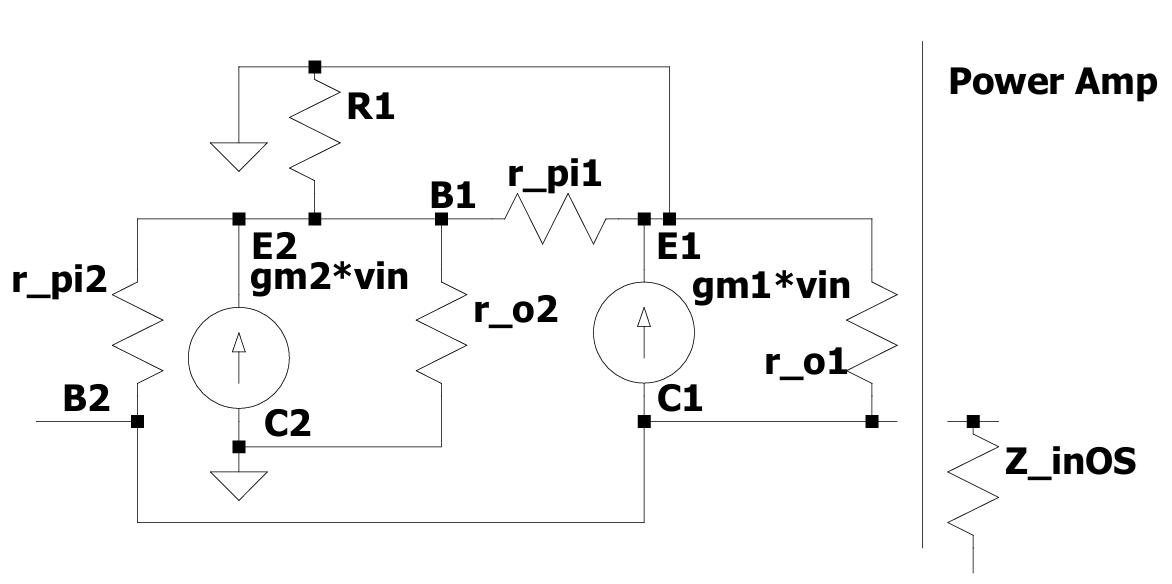 Power Amp
R1
r_pi1
B1
E2
E1
gm2*vin
r_pi2
gm1*vin
r_o2
r_o1
B2
C1
C2
Z_inOS